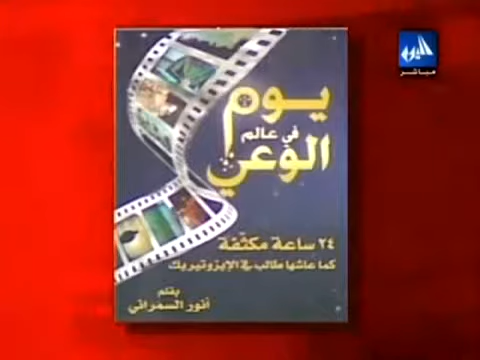 مباشر
يوم
في عالم
الوعي
٢٤ ساعة مكثفة
كما عاشها طالب في الإيزوتيريك
بقلم
أنور السمراني